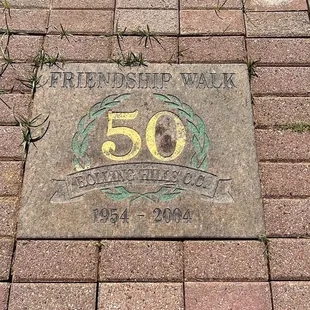 FRIENDSHIP WALK
50
ROLLING HILLS C.C.
1954 - 2004